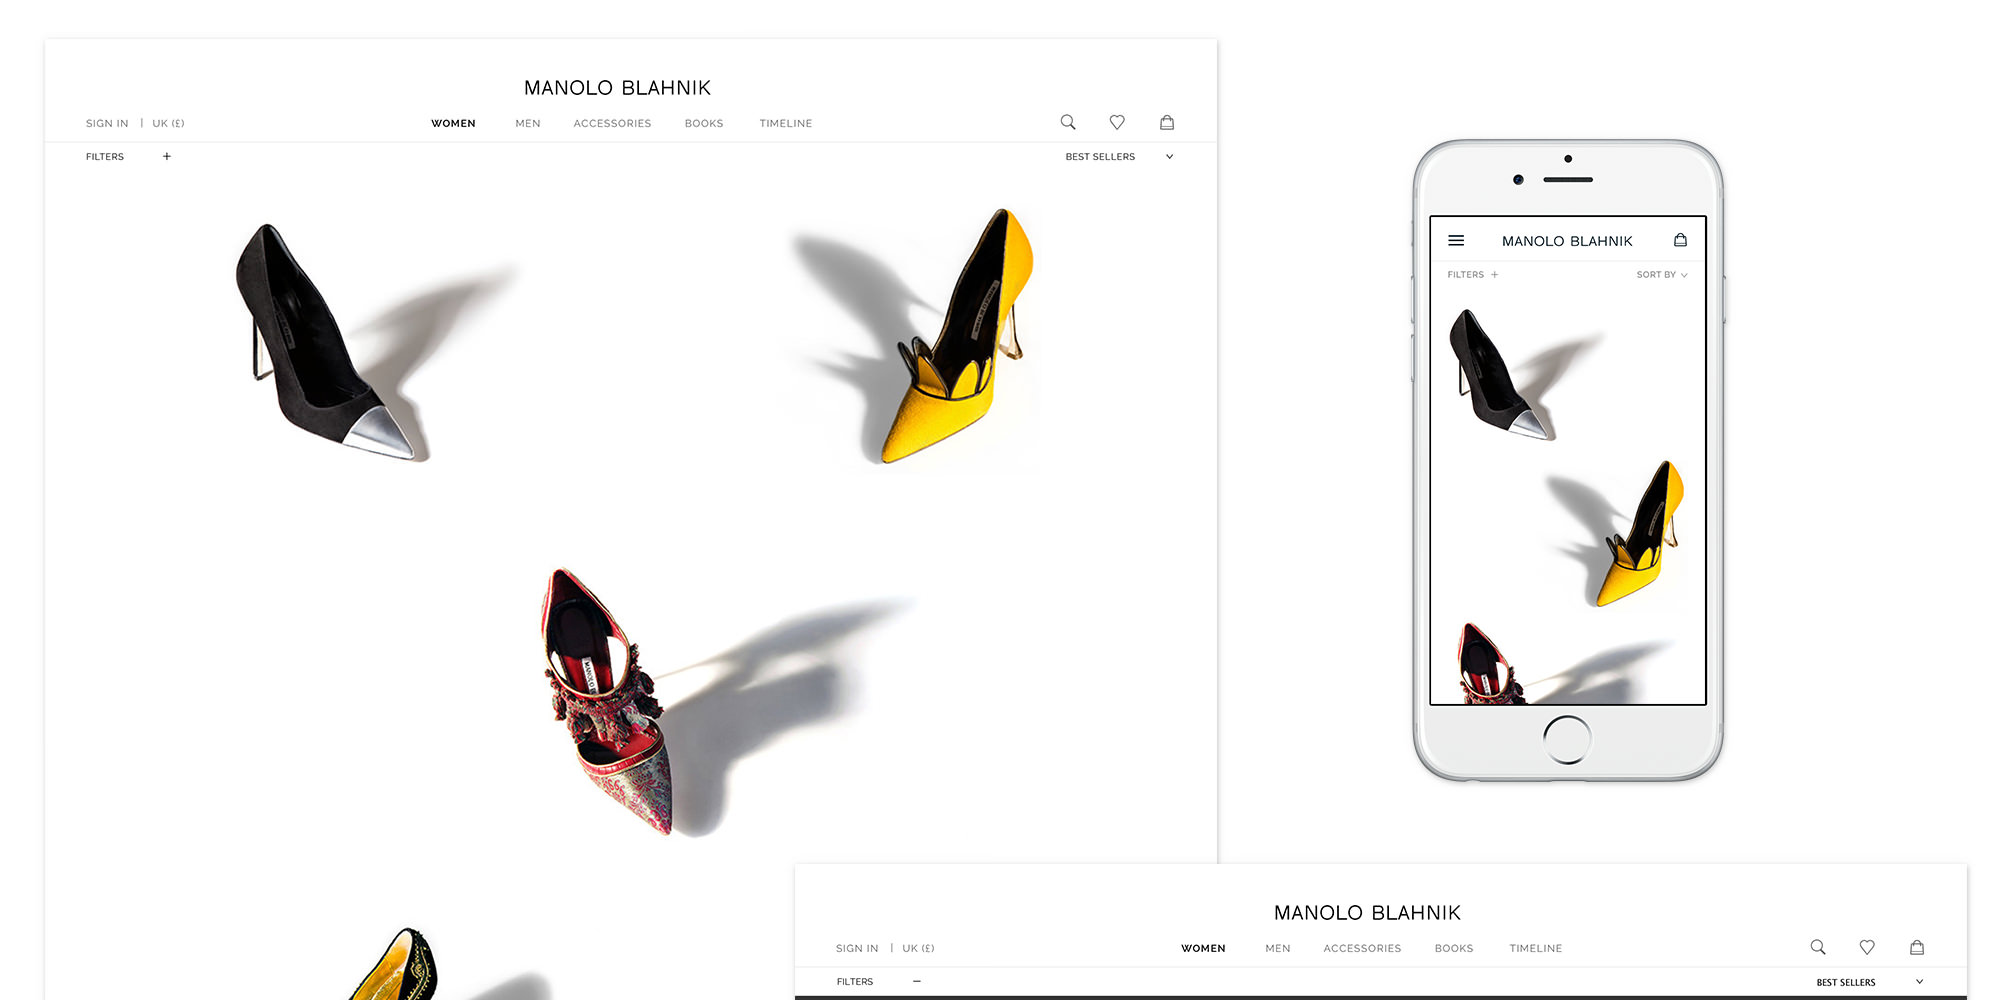 MANOLO BLAHNIK
SIGN IN | UK (£) WOMEN MEN ACCESSORIES BOOKS TIMELINE
FILTERS + BEST SELLERS
MANOLO BLAHNIK
FILTERS + SORT BY
MANOLO BLAHNIK
SIGN IN | UK (£) WOMEN MEN ACCESSORIES BOOKS TIMELINE
FILTERS – BEST SELLERS